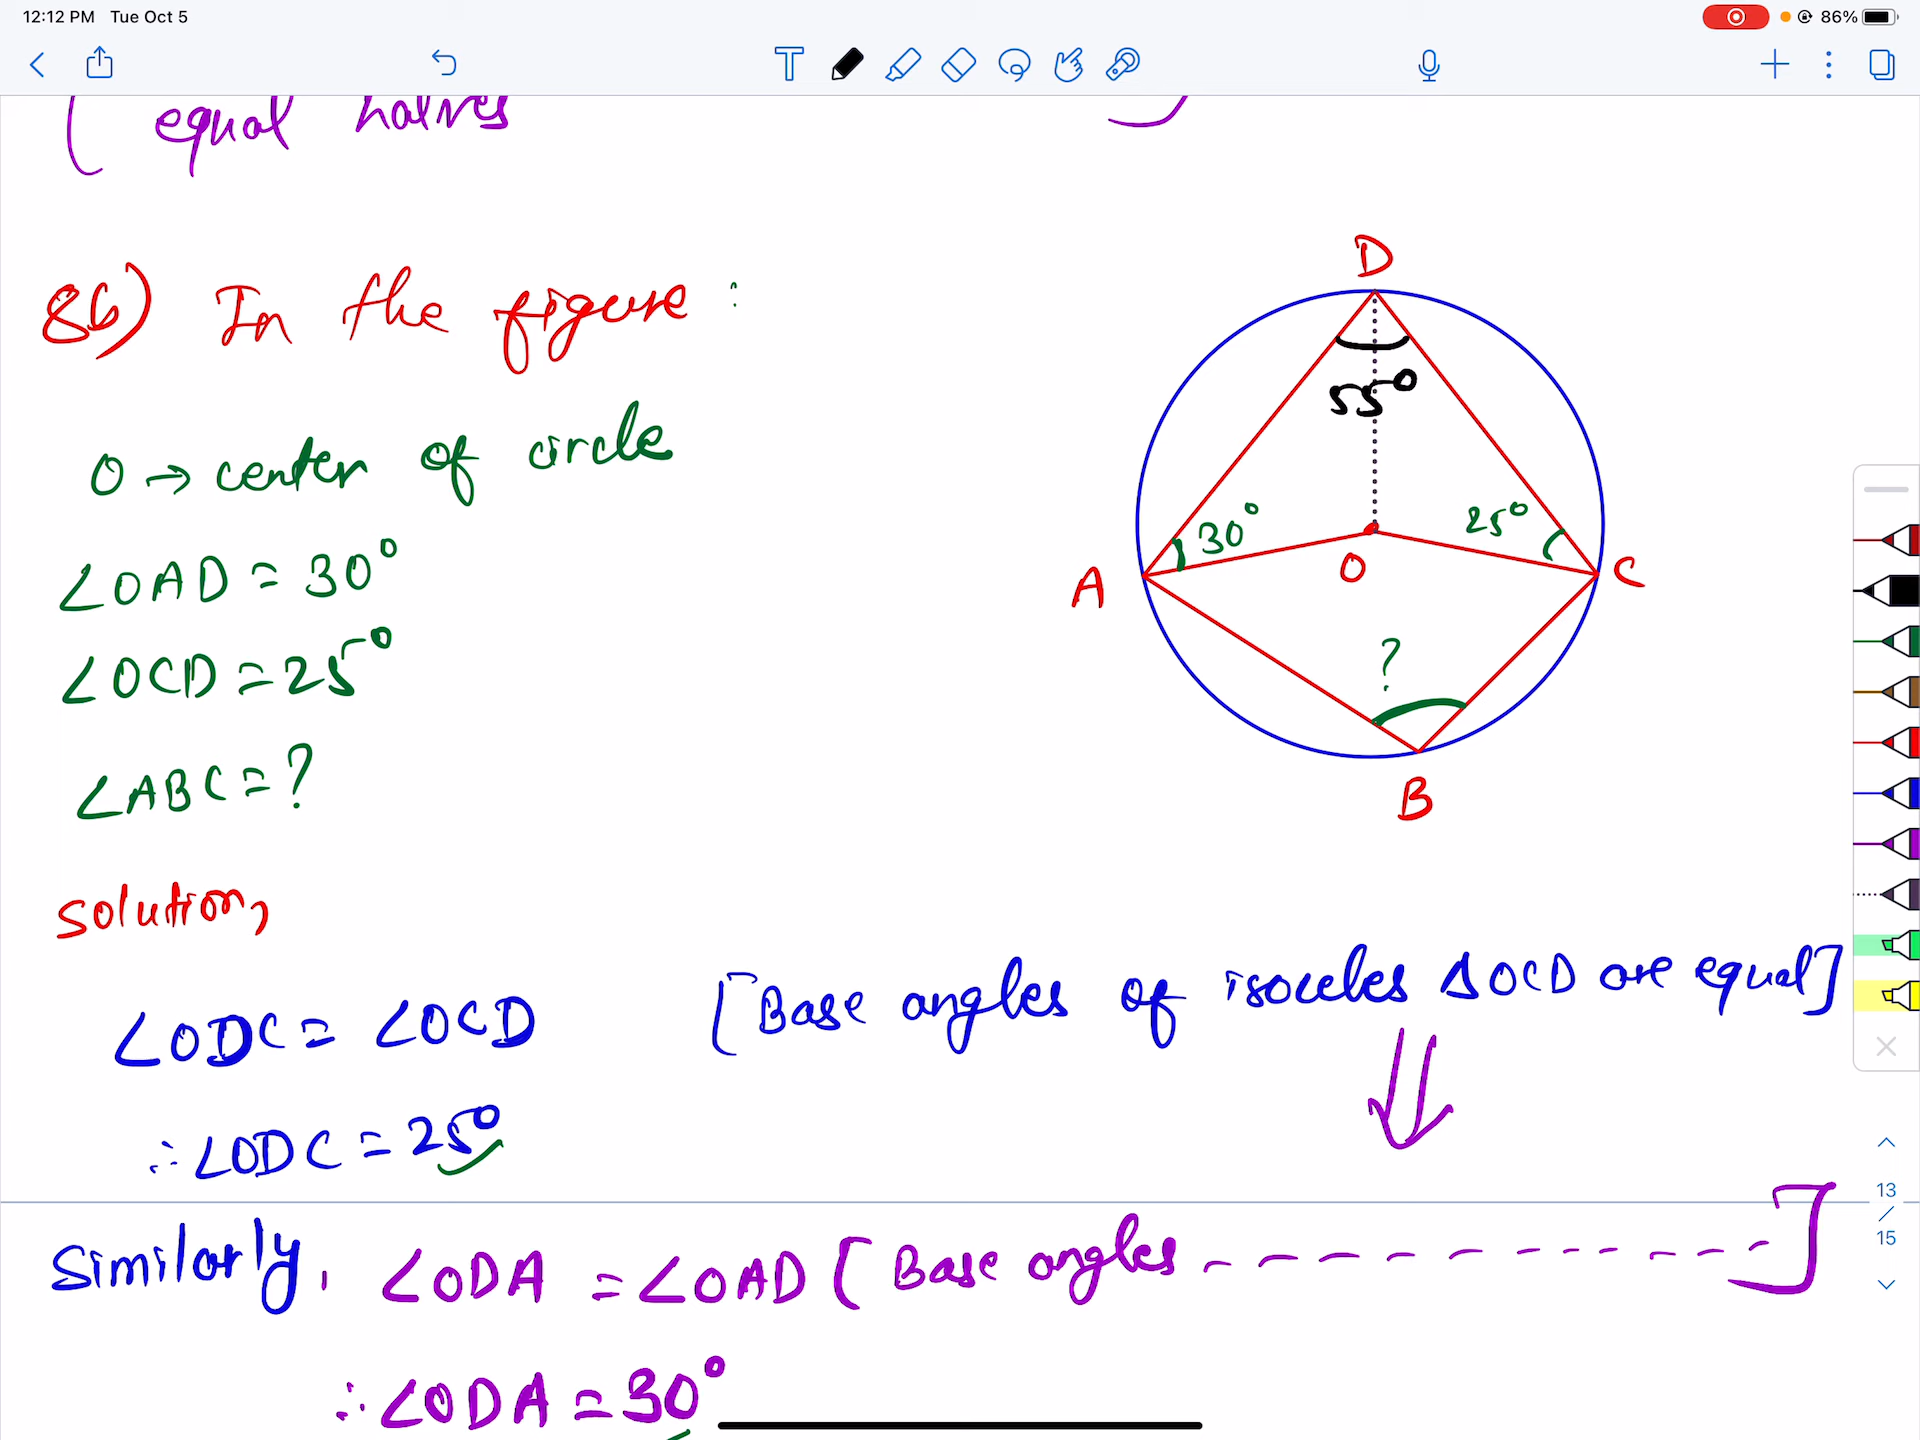 12:12 PM Tue Oct 5
86%
equal halves
86) In the figure :
O → center of circle
∠OAD = 30°
∠OCD = 25°
∠ABC = ?
D
55°
30°
25°
A
O
C
?
B
solution,
∠ODC = ∠OCD [Base angles of isoceles ΔOCD are equal]
∴ ∠ODC = 25°
13
/
15
Similarly, ∠ODA = ∠OAD [Base angles - - - - - - - - - - - ]
∴ ∠ODA = 30°